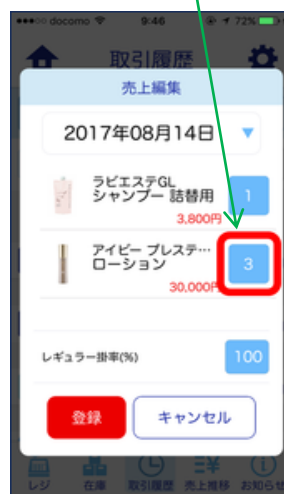 docomo 9:46 72%
取引履歴
売上編集
2017年08月14日
ラピエステGL
シャンプー 詰替用
1
3,800円
アイビー プレステ…
ローション
3
30,000円
レギュラー掛率(%)
100
登録 キャンセル
レジ 在庫 取引履歴 売上推移 お知らせ